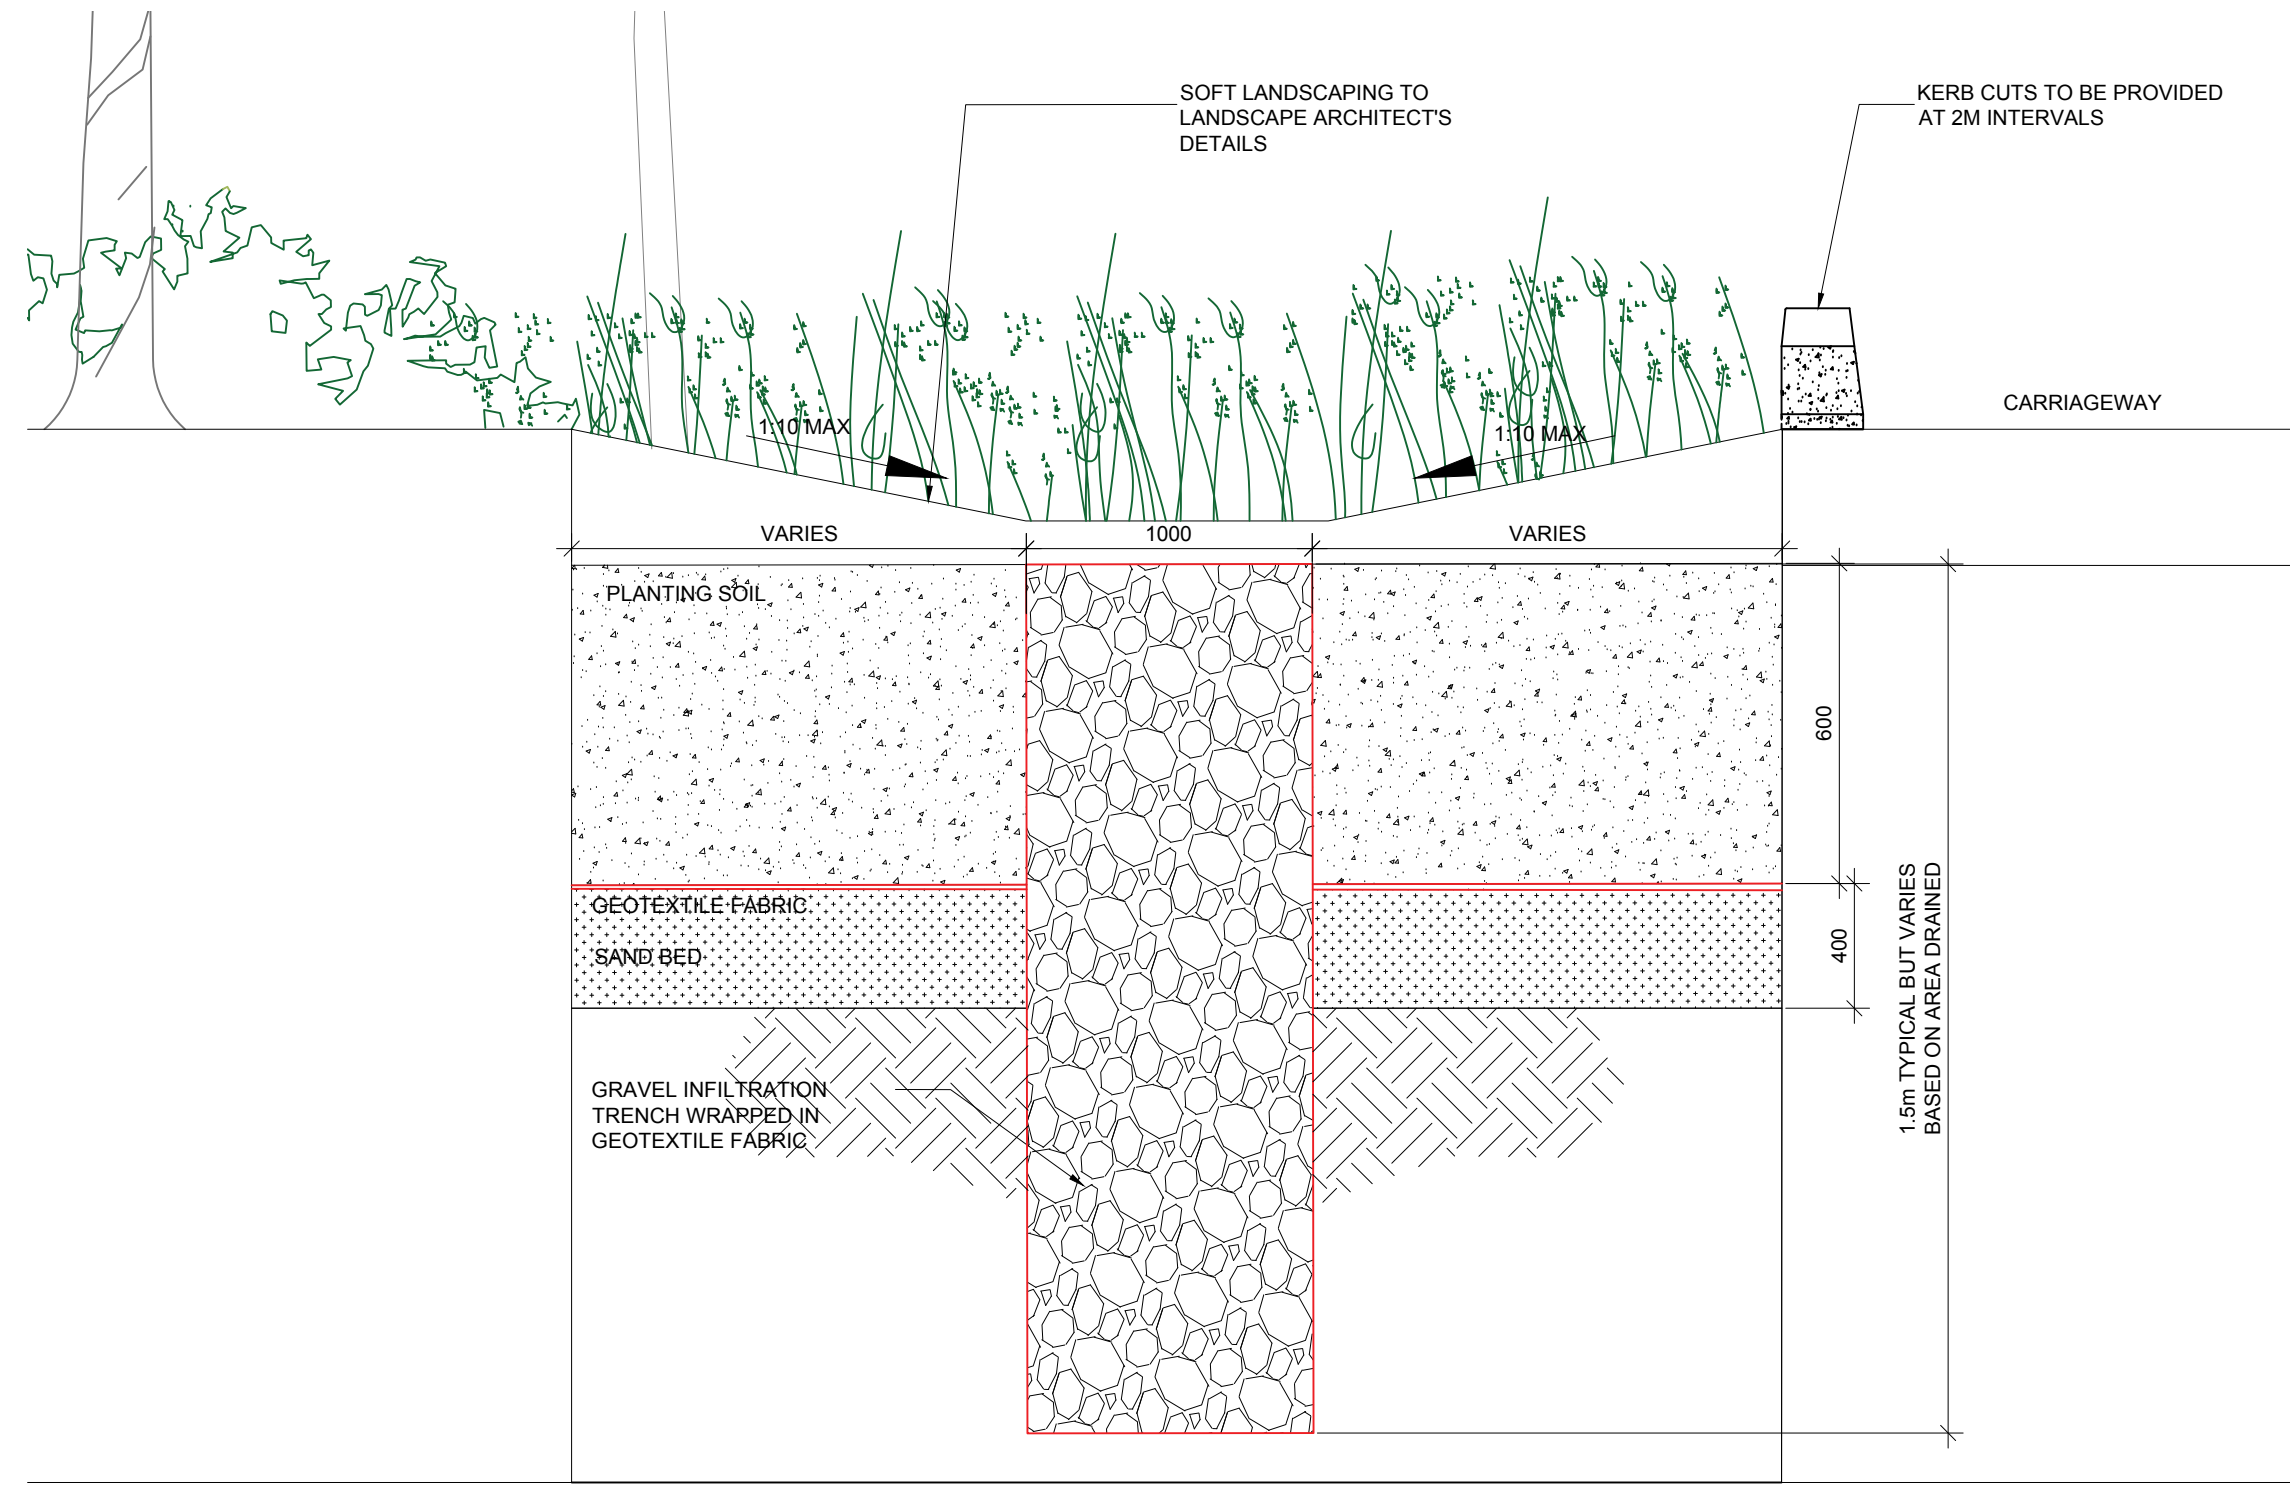 SOFT LANDSCAPING TO
LANDSCAPE ARCHITECT'S
DETAILS
KERB CUTS TO BE PROVIDED
AT 2M INTERVALS
CARRIAGEWAY
1:10 MAX
1:10 MAX
VARIES
1000
VARIES
PLANTING SOIL
600
GEOTEXTILE FABRIC
SAND BED
400
1.5m TYPICAL BUT VARIES
BASED ON AREA DRAINED
GRAVEL INFILTRATION
TRENCH WRAPPED IN
GEOTEXTILE FABRIC